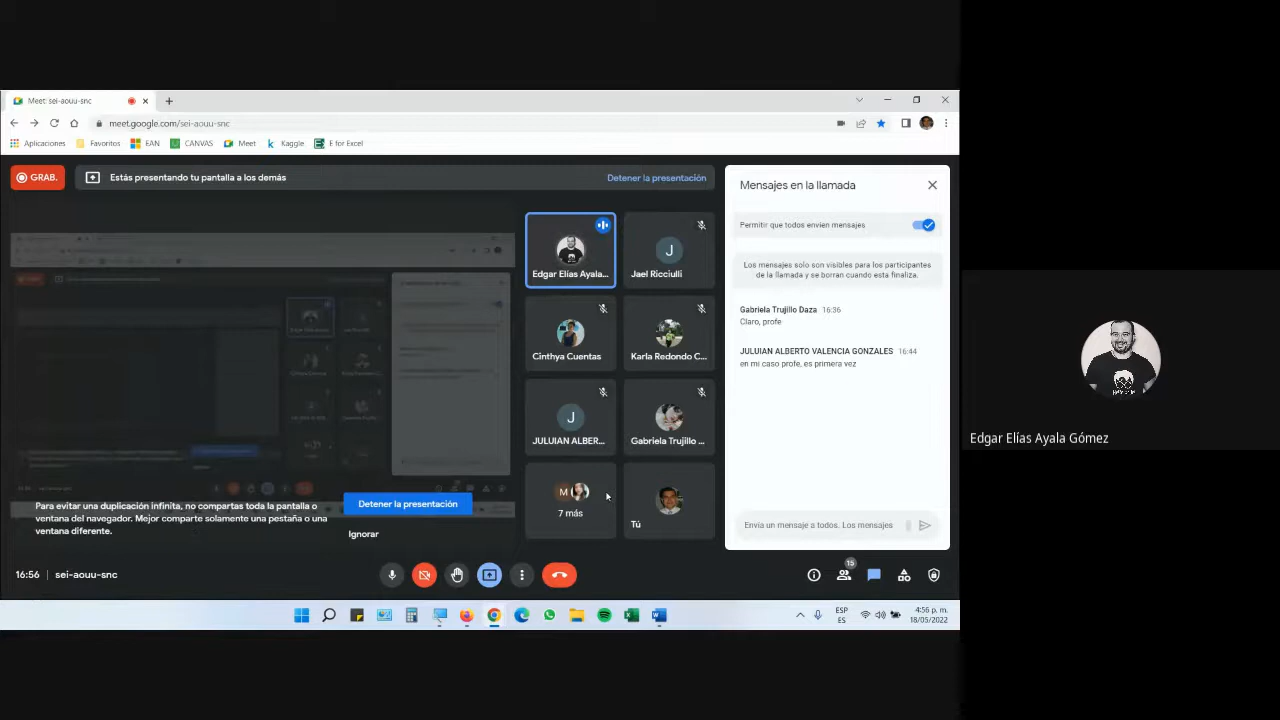 Meet: sei-aouu-snc
meet.google.com/sei-aouu-snc
Aplicaciones Favoritos EAN CANVAS Meet Kaggle E for Excel
GRAB. Estás presentando tu pantalla a los demás Detener la presentación
Mensajes en la llamada
Permitir que todos envíen mensajes
Los mensajes solo son visibles para los participantes
de la llamada y se borran cuando esta finaliza.
Gabriela Trujillo Daza 16:36
Claro, profe
JULUIAN ALBERTO VALENCIA GONZALES 16:44
en mi caso profe, es primera vez
Envía un mensaje a todos. Los mensajes
Edgar Elías Ayala...
J
Jael Ricciulli
Cinthya Cuentas
Karla Redondo C...
J
JULUIAN ALBER...
Gabriela Trujillo ...
M
7 más
Tú
Para evitar una duplicación infinita, no compartas toda la pantalla o
ventana del navegador. Mejor comparte solamente una pestaña o una
ventana diferente.
Detener la presentación
Ignorar
16:56 | sei-aouu-snc
15
ESP
ES
4:56 p. m.
18/05/2022
Edgar Elías Ayala Gómez